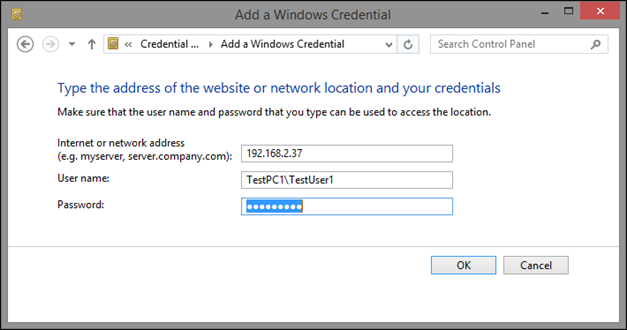 Add a Windows Credential
« Credential ... Add a Windows Credential
Search Control Panel
Type the address of the website or network location and your credentials
Make sure that the user name and password that you type can be used to access the location.
Internet or network address
(e.g. myserver, server.company.com): 192.168.2.37
User name: TestPC1\TestUser1
Password: •••••••••
OK Cancel